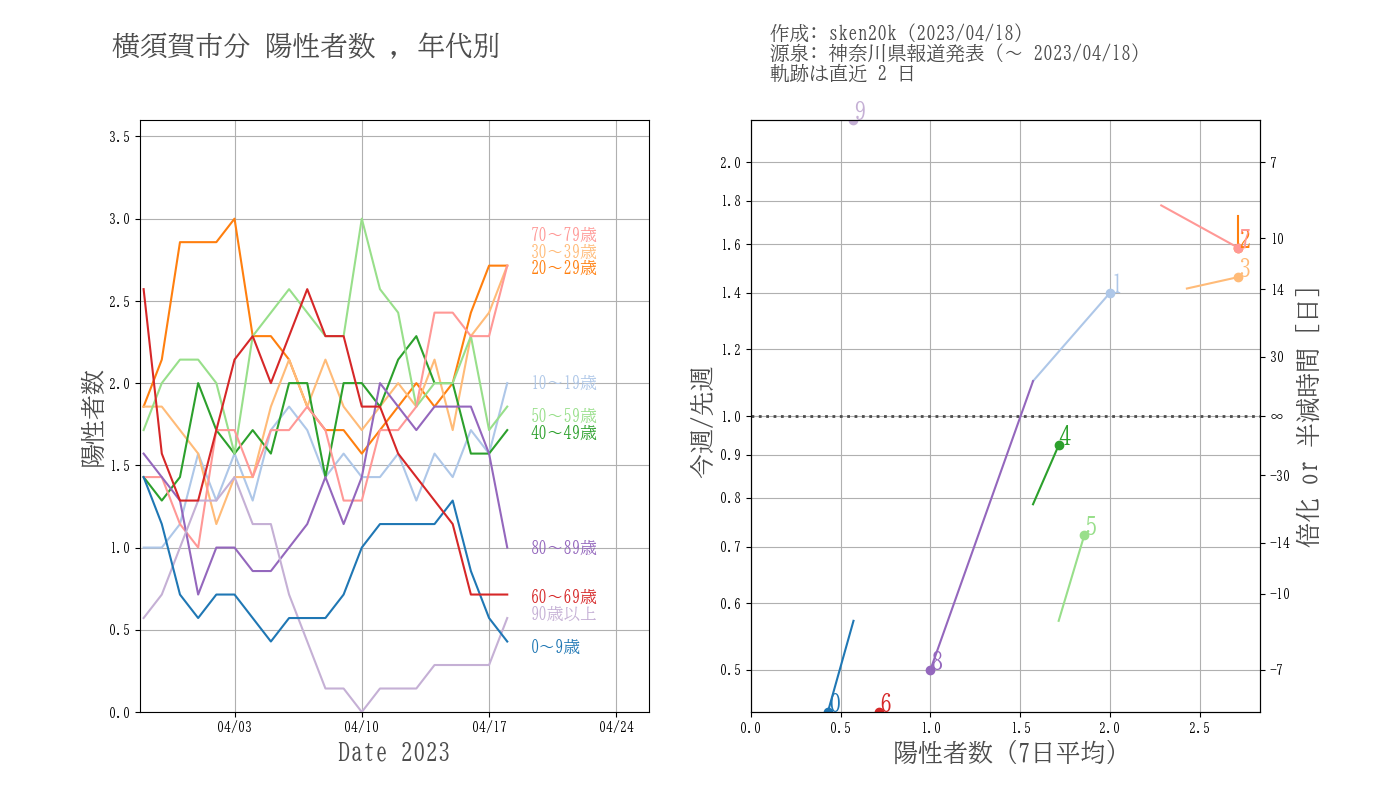 横須賀市分 陽性者数 , 年代別
作成: sken20k (2023/04/18)
源泉: 神奈川県報道発表 (〜 2023/04/18)
軌跡は直近 2 日
3.5
3.0
2.5
2.0
1.5
1.0
0.5
0.0
陽性者数
70〜79歳
30〜39歳
20〜29歳
10〜19歳
50〜59歳
40〜49歳
80〜89歳
60〜69歳
90歳以上
0〜9歳
04/03
04/10
04/17
04/24
Date 2023
今週/先週
2.0
1.8
1.6
1.4
1.2
1.0
0.9
0.8
0.7
0.6
0.5
9
2
7
3
1
4
5
8
0
6
7
10
14
30
∞
−30
−14
−10
−7
倍化 or 半減時間 [日]
0.0
0.5
1.0
1.5
2.0
2.5
陽性者数 (7日平均)